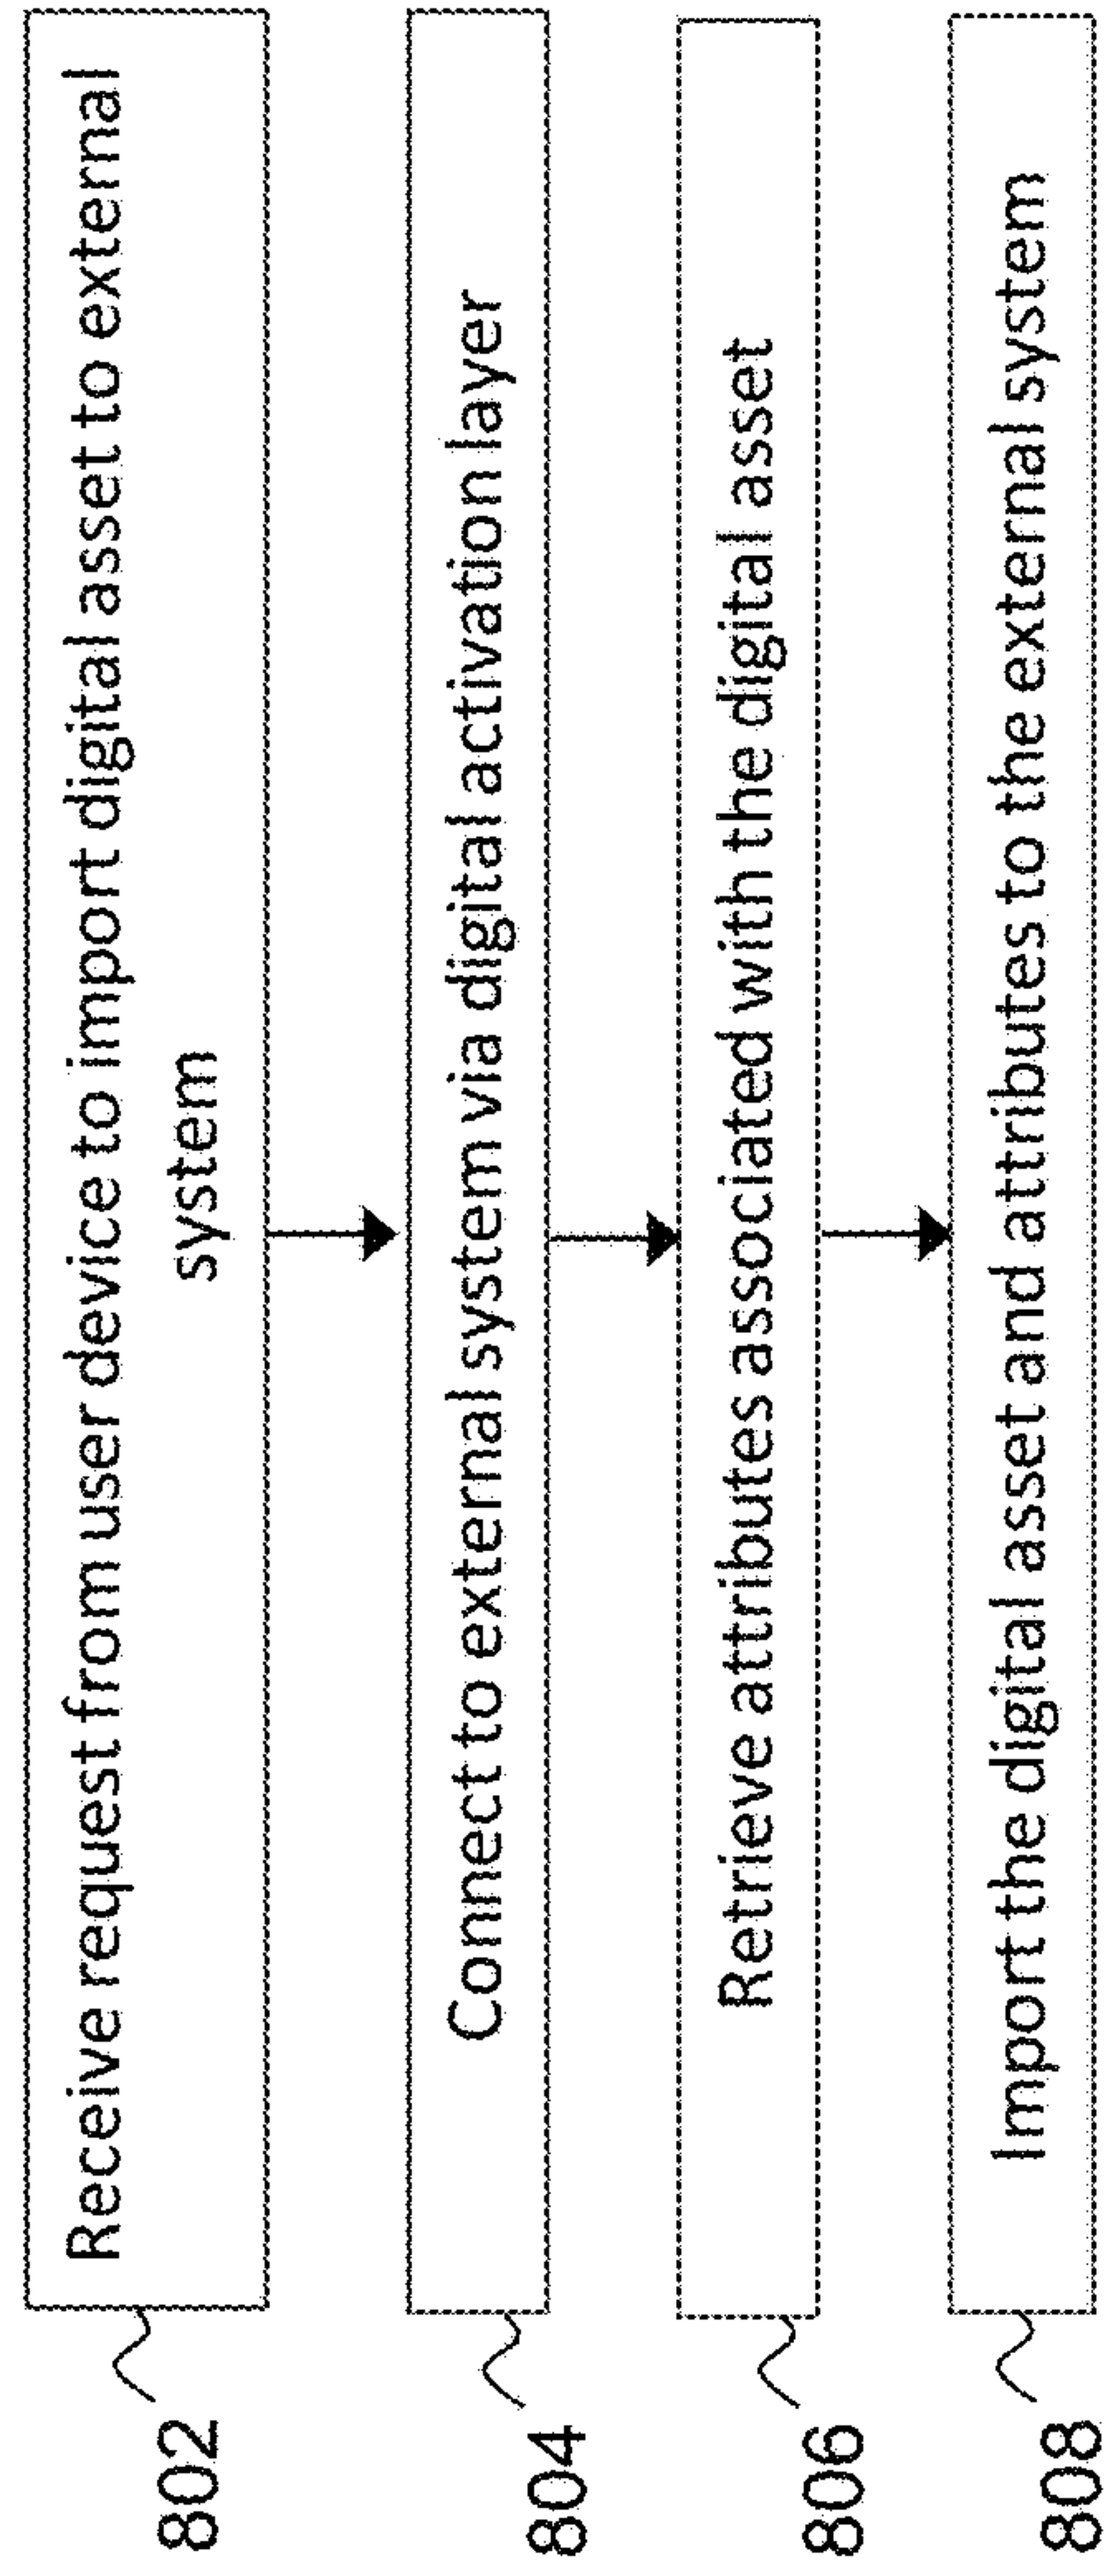 802
Receive request from user device to import digital asset to external
system
804
Connect to external system via digital activation layer
806
Retrieve attributes associated with the digital asset
808
Import the digital asset and attributes to the external system